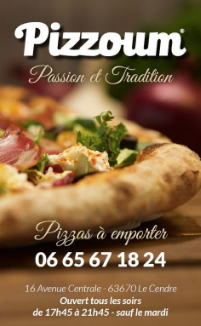 Pizzoum
Passion et Tradition
Pizzas à emporter
06 65 67 18 24
16 Avenue Centrale - 63670 Le Cendre
Ouvert tous les soirs
de 17h45 à 21h45 - sauf le mardi